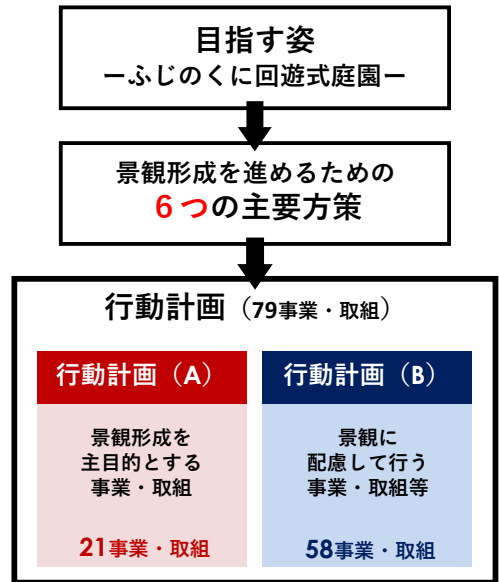 目指す姿
ーふじのくに回遊式庭園ー
景観形成を進めるための
６つの主要方策
行動計画（79事業・取組）
行動計画（A）
景観形成を
主目的とする
事業・取組
21事業・取組
行動計画（B）
景観に
配慮して行う
事業・取組等
58事業・取組